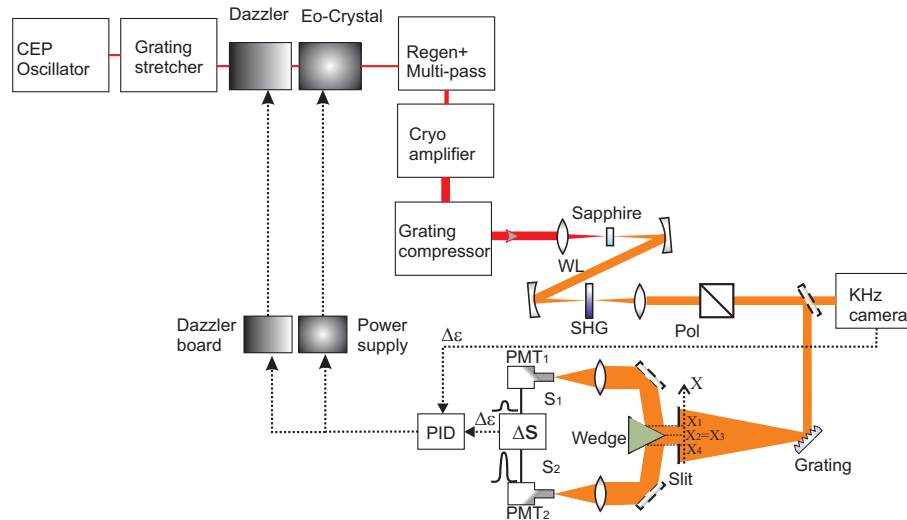 Dazzler
Eo-Crystal
CEP
Oscillator
Grating
stretcher
Regen+
Multi-pass
Cryo
amplifier
Grating
compressor
Sapphire
WL
SHG
Pol
KHz
camera
Dazzler
board
Power
supply
Δε
PMT1
S1
X
X1
X2=X3
X4
Wedge
PID
Δε
ΔS
S2
Slit
Grating
PMT2